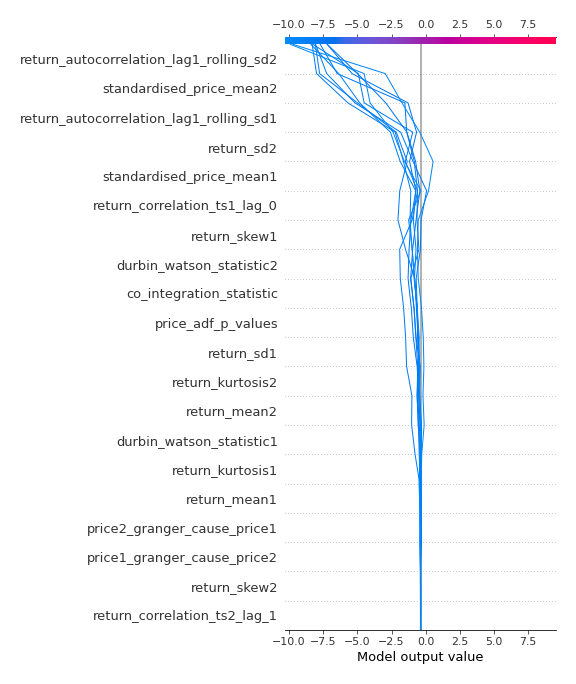 −10.0 −7.5 −5.0 −2.5 0.0 2.5 5.0 7.5
return_autocorrelation_lag1_rolling_sd2
standardised_price_mean2
return_autocorrelation_lag1_rolling_sd1
return_sd2
standardised_price_mean1
return_correlation_ts1_lag_0
return_skew1
durbin_watson_statistic2
co_integration_statistic
price_adf_p_values
return_sd1
return_kurtosis2
return_mean2
durbin_watson_statistic1
return_kurtosis1
return_mean1
price2_granger_cause_price1
price1_granger_cause_price2
return_skew2
return_correlation_ts2_lag_1
−10.0 −7.5 −5.0 −2.5 0.0 2.5 5.0 7.5
Model output value